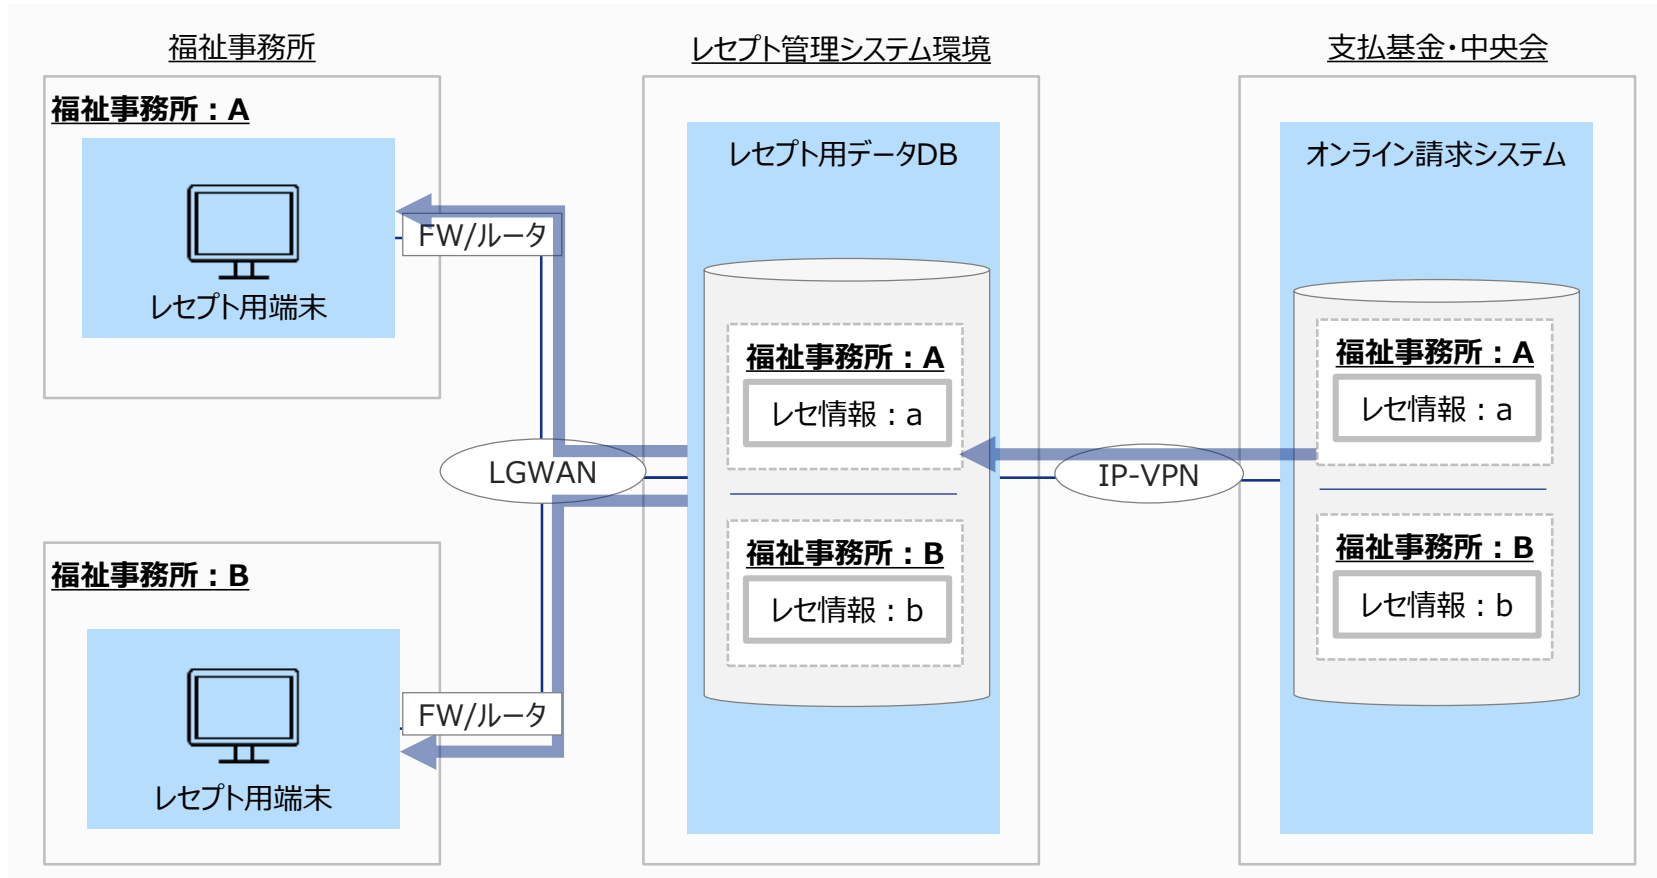 福祉事務所
福祉事務所：A
レセプト用端末
FW/ルータ
福祉事務所：B
レセプト用端末
FW/ルータ
LGWAN
レセプト管理システム環境
レセプト用データDB
福祉事務所：A
レセ情報：a
福祉事務所：B
レセ情報：b
IP-VPN
支払基金・中央会
オンライン請求システム
福祉事務所：A
レセ情報：a
福祉事務所：B
レセ情報：b